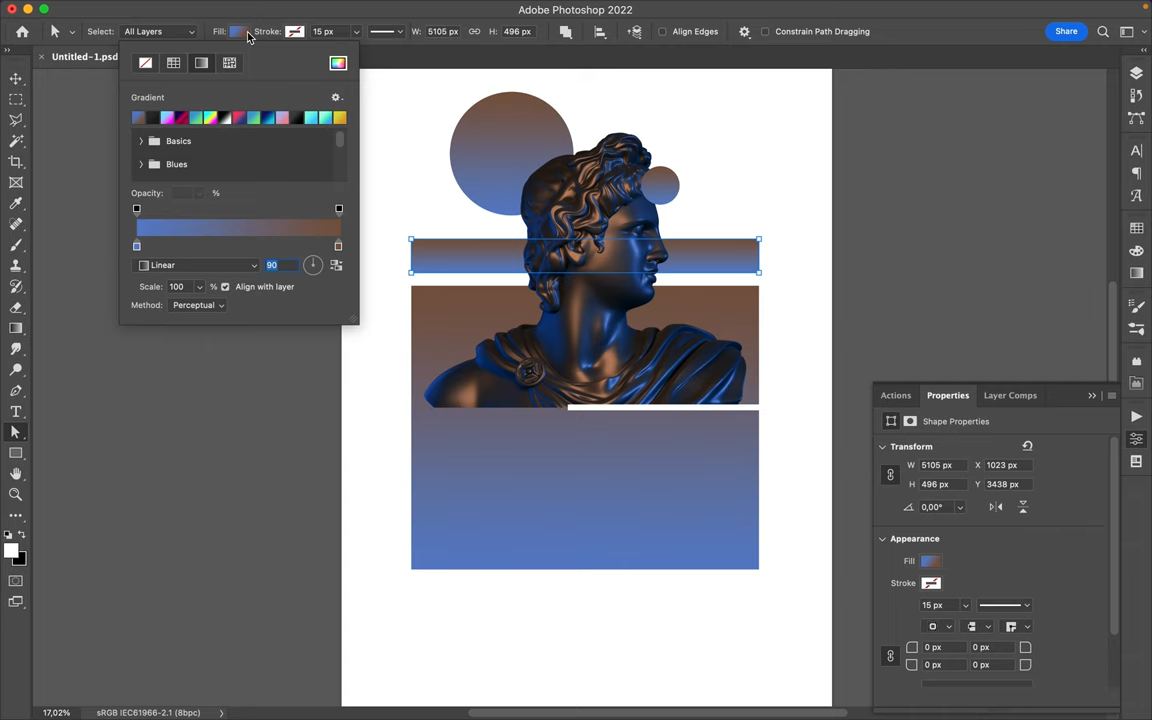 Adobe Photoshop 2022
Select: All Layers Fill: Stroke: 15 px W: 5105 px H: 496 px Align Edges Constrain Path Dragging Share
Untitled-1.psd
Gradient
Basics
Blues
Opacity: %
Linear 90
Scale: 100 % Align with layer
Method: Perceptual
Actions Properties Layer Comps
Shape Properties
Transform
W 5105 px X 1023 px
H 496 px Y 3438 px
0,00°
Appearance
Fill
Stroke
15 px
0 px 0 px
0 px 0 px
17,02% sRGB IEC61966-2.1 (8bpc)